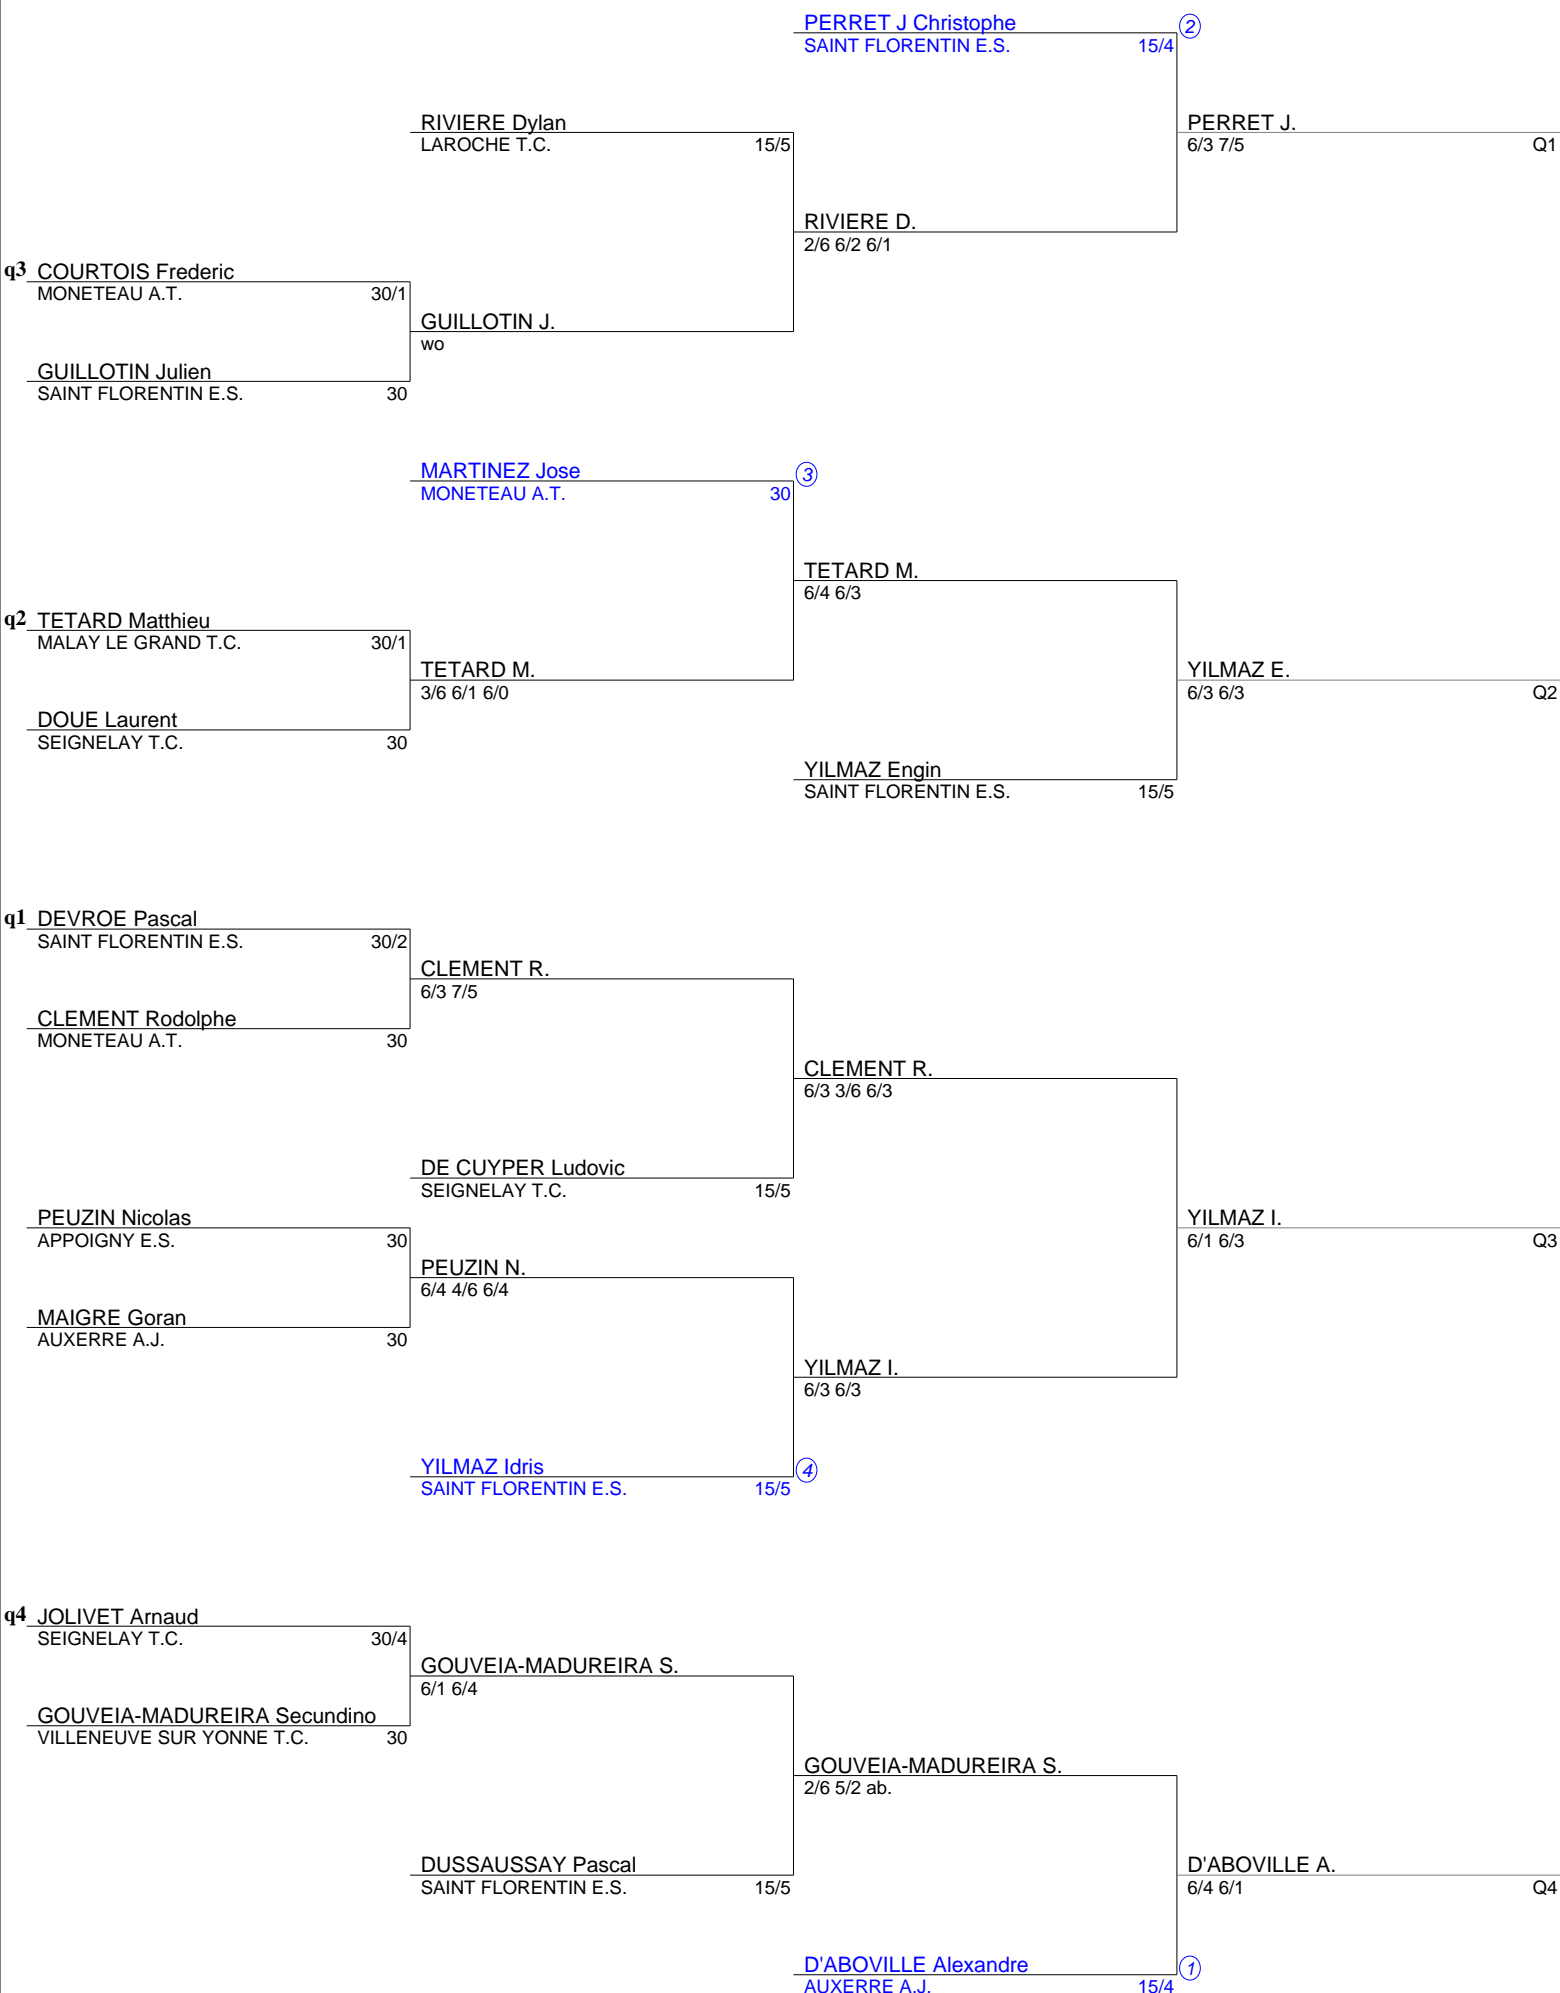 PERRET J Christophe 2
SAINT FLORENTIN E.S. 15/4
RIVIERE Dylan
LAROCHE T.C. 15/5
PERRET J.
6/3 7/5 Q1
RIVIERE D.
2/6 6/2 6/1
q3 COURTOIS Frederic
MONETEAU A.T. 30/1
GUILLOTIN J.
wo
GUILLOTIN Julien
SAINT FLORENTIN E.S. 30
MARTINEZ Jose 3
MONETEAU A.T. 30
TETARD M.
6/4 6/3
q2 TETARD Matthieu
MALAY LE GRAND T.C. 30/1
TETARD M.
3/6 6/1 6/0
YILMAZ E.
6/3 6/3 Q2
DOUE Laurent
SEIGNELAY T.C. 30
YILMAZ Engin
SAINT FLORENTIN E.S. 15/5
q1 DEVROE Pascal
SAINT FLORENTIN E.S. 30/2
CLEMENT R.
6/3 7/5
CLEMENT Rodolphe
MONETEAU A.T. 30
CLEMENT R.
6/3 3/6 6/3
DE CUYPER Ludovic
SEIGNELAY T.C. 15/5
PEUZIN Nicolas
APPOIGNY E.S. 30
YILMAZ I.
6/1 6/3 Q3
PEUZIN N.
6/4 4/6 6/4
MAIGRE Goran
AUXERRE A.J. 30
YILMAZ I.
6/3 6/3
YILMAZ Idris 4
SAINT FLORENTIN E.S. 15/5
q4 JOLIVET Arnaud
SEIGNELAY T.C. 30/4
GOUVEIA-MADUREIRA S.
6/1 6/4
GOUVEIA-MADUREIRA Secundino
VILLENEUVE SUR YONNE T.C. 30
GOUVEIA-MADUREIRA S.
2/6 5/2 ab.
DUSSAUSSAY Pascal
SAINT FLORENTIN E.S. 15/5
D'ABOVILLE A.
6/4 6/1 Q4
D'ABOVILLE Alexandre 1
AUXERRE A.J. 15/4